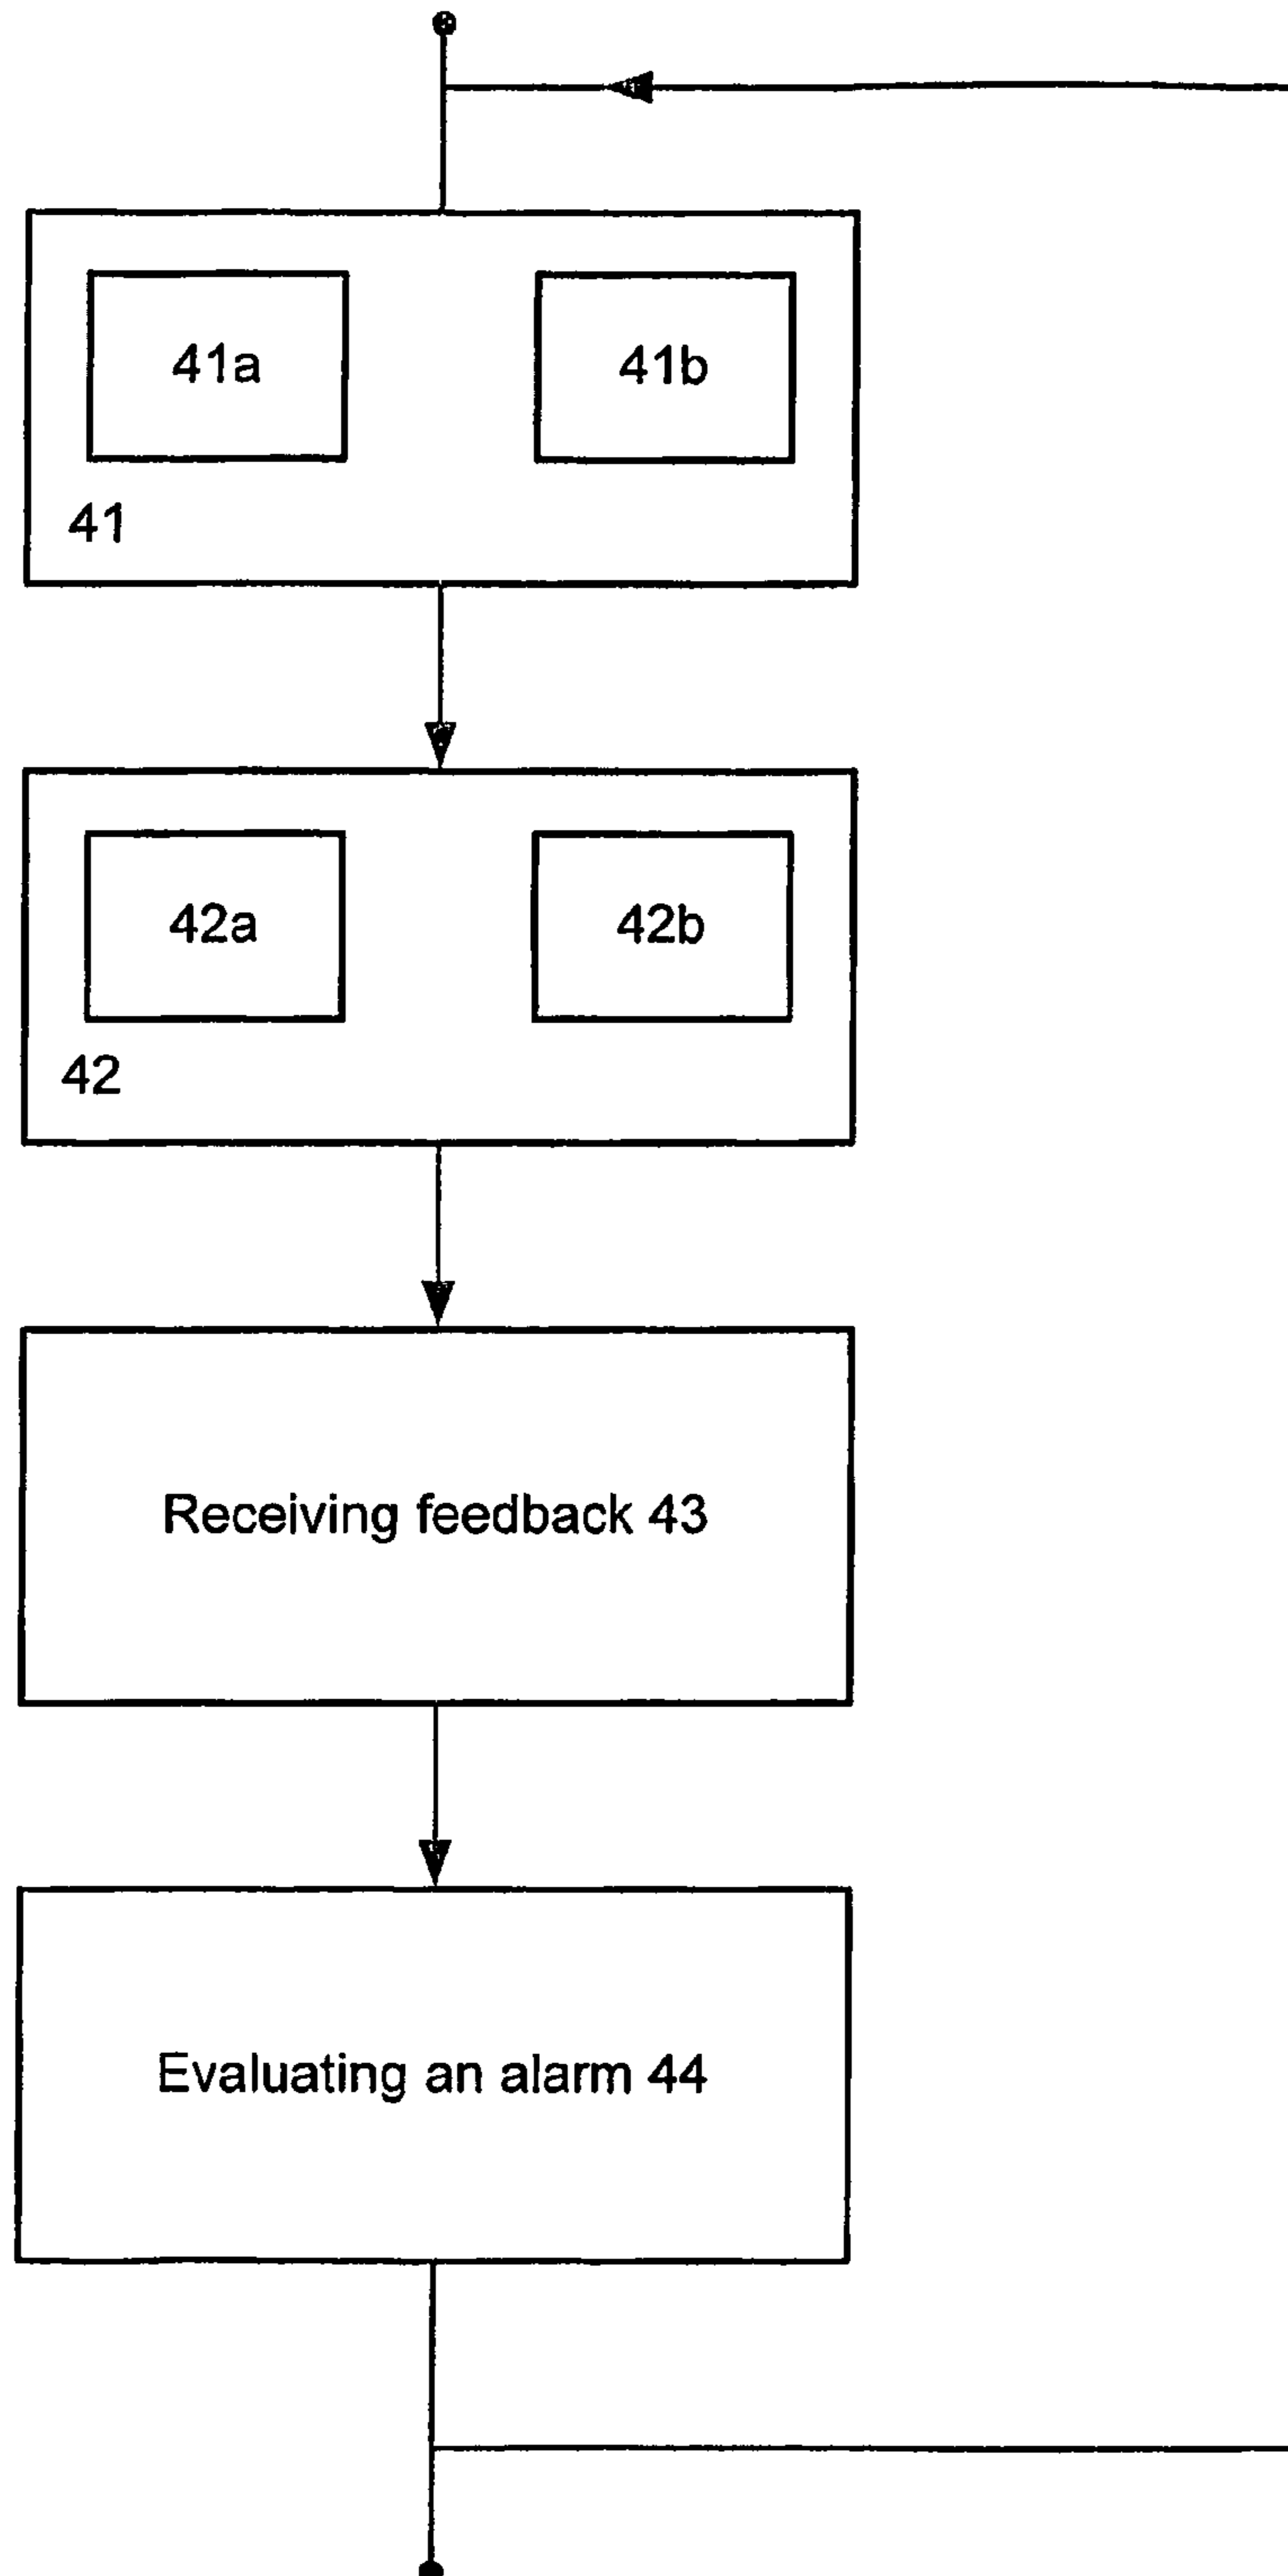 41a
41b
41
42a
42b
42
Receiving feedback 43
Evaluating an alarm 44